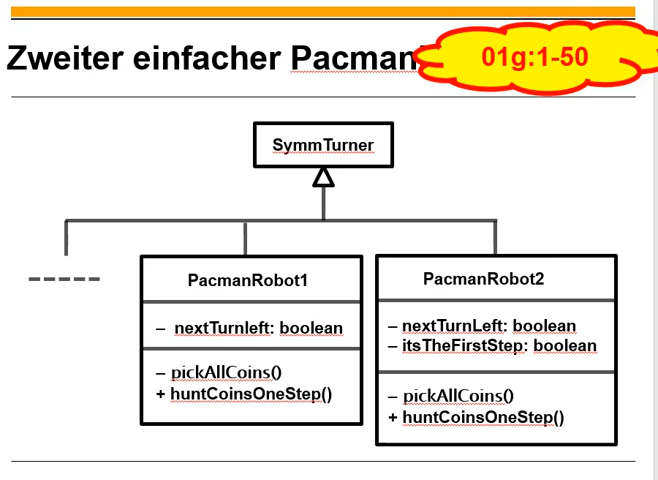 Zweiter einfacher Pacman
01g:1-50
SymmTurner
PacmanRobot1
– nextTurnleft: boolean
– pickAllCoins()
+ huntCoinsOneStep()
PacmanRobot2
– nextTurnLeft: boolean
– itsTheFirstStep: boolean
– pickAllCoins()
+ huntCoinsOneStep()